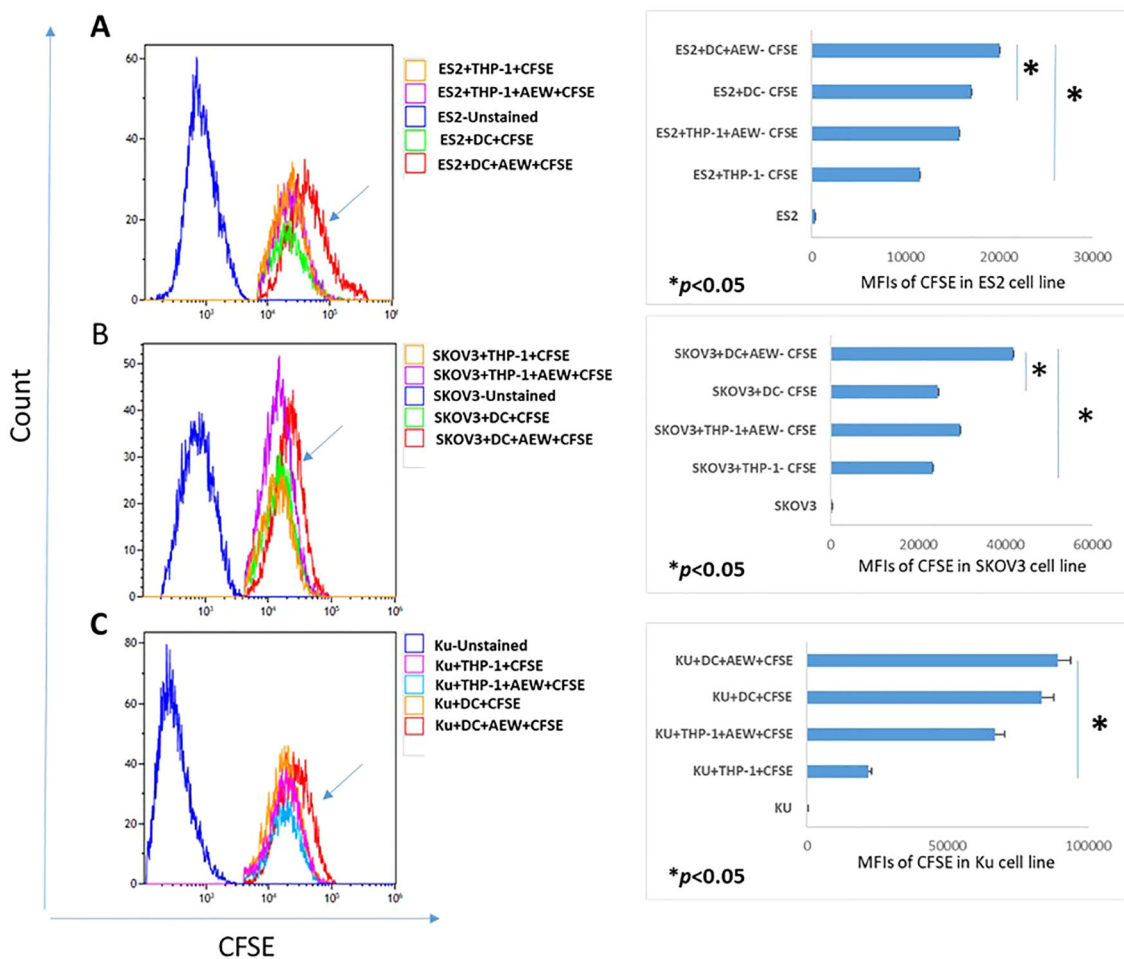 A
60
40
20
0
10³ 10⁴ 10⁵ 10⁶
ES2+THP-1+CFSE
ES2+THP-1+AEW+CFSE
ES2-Unstained
ES2+DC+CFSE
ES2+DC+AEW+CFSE
ES2+DC+AEW- CFSE
ES2+DC- CFSE
ES2+THP-1+AEW- CFSE
ES2+THP-1- CFSE
ES2
*
*
0 10000 20000 30000
*p<0.05
MFIs of CFSE in ES2 cell line
B
50
40
30
20
10
0
10³ 10⁴ 10⁵ 10⁶
SKOV3+THP-1+CFSE
SKOV3+THP-1+AEW+CFSE
SKOV3-Unstained
SKOV3+DC+CFSE
SKOV3+DC+AEW+CFSE
SKOV3+DC+AEW- CFSE
SKOV3+DC- CFSE
SKOV3+THP-1+AEW- CFSE
SKOV3+THP-1- CFSE
SKOV3
*
*
0 20000 40000 60000
*p<0.05
MFIs of CFSE in SKOV3 cell line
C
80
60
40
20
0
10³ 10⁴ 10⁵ 10⁶
Ku-Unstained
Ku+THP-1+CFSE
Ku+THP-1+AEW+CFSE
Ku+DC+CFSE
Ku+DC+AEW+CFSE
KU+DC+AEW+CFSE
KU+DC+CFSE
KU+THP-1+AEW+CFSE
KU+THP-1+CFSE
KU
*
0 50000 100000
*p<0.05
MFIs of CFSE in Ku cell line
Count
CFSE